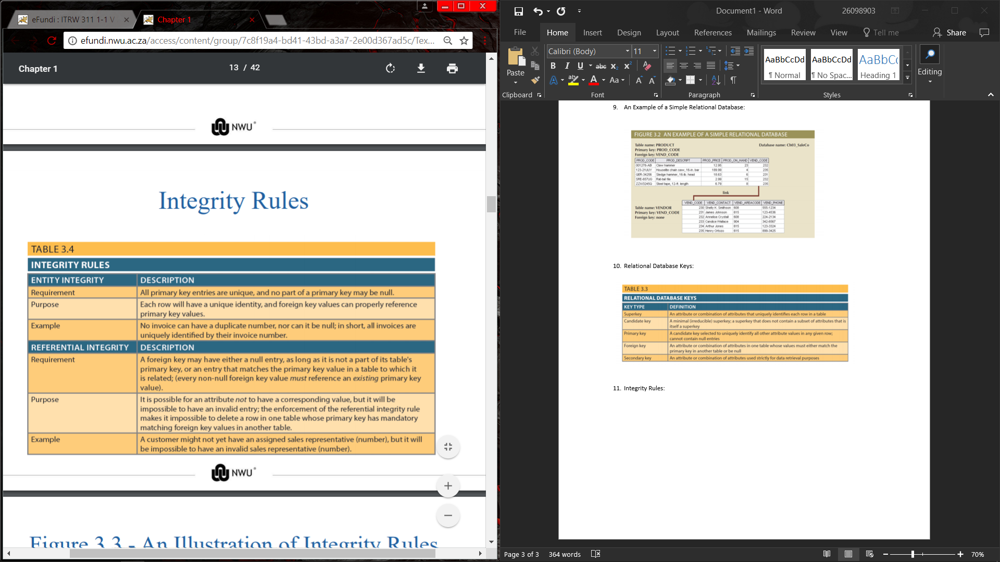 eFundi : ITRW 311 1-1 V
Chapter 1
efundi.nwu.ac.za/access/content/group/7c8f19a4-bd41-43bd-a3a7-2e00d367ad5c/Tex...
Chapter 1
13 / 42
NWU
Integrity Rules
TABLE 3.4
INTEGRITY RULES
ENTITY INTEGRITY DESCRIPTION
Requirement All primary key entries are unique, and no part of a primary key may be null.
Purpose Each row will have a unique identity, and foreign key values can properly reference
primary key values.
Example No invoice can have a duplicate number, nor can it be null; in short, all invoices are
uniquely identified by their invoice number.
REFERENTIAL INTEGRITY DESCRIPTION
Requirement A foreign key may have either a null entry, as long as it is not a part of its table's
primary key, or an entry that matches the primary key value in a table to which it
is related; (every non-null foreign key value must reference an existing primary key
value).
Purpose It is possible for an attribute not to have a corresponding value, but it will be
impossible to have an invalid entry; the enforcement of the referential integrity rule
makes it impossible to delete a row in one table whose primary key has mandatory
matching foreign key values in another table.
Example A customer might not yet have an assigned sales representative (number), but it will
be impossible to have an invalid sales representative (number).
NWU
Figure 3.3 - An Illustration of Integrity Rules
Document1 - Word
26098903
File Home Insert Design Layout References Mailings Review View Tell me Share
Paste
Calibri (Body) 11
B I U abc X2 X2
A ab A Aa A A
AaBbCcDd AaBbCcDd AaBbCc
¶ Normal ¶ No Spac... Heading 1
Editing
Clipboard Font Paragraph Styles
9. An Example of a Simple Relational Database:
FIGURE 3.2 AN EXAMPLE OF A SIMPLE RELATIONAL DATABASE
Table name: PRODUCT Database name: Ch03_SaleCo
Primary key: PROD_CODE
Foreign key: VEND_CODE
PROD_CODE PROD_DESCRIPT PROD_PRICE PROD_ON_HAND VEND_CODE
001278-AB Claw hammer 12.95 23 232
123-21UUY Houselite chain saw, 16-in. bar 189.99 4 235
QER-34256 Sledge hammer, 16-lb. head 18.63 6 231
SRE-657UG Rat-tail file 2.99 15 232
ZZX/3245Q Steel tape, 12-ft. length 6.79 8 235
link
VEND_CODE VEND_CONTACT VEND_AREACODE VEND_PHONE
Table name: VENDOR
Primary key: VEND_CODE
Foreign key: none
230 Shelly K. Smithson 608 555-1234
231 James Johnson 615 123-4536
232 Annelise Crystall 608 224-2134
233 Candice Wallace 904 342-6567
234 Arthur Jones 615 123-3324
235 Henry Ortozo 615 899-3425
10. Relational Database Keys:
TABLE 3.3
RELATIONAL DATABASE KEYS
KEY TYPE DEFINITION
Superkey An attribute or combination of attributes that uniquely identifies each row in a table
Candidate key A minimal (irreducible) superkey; a superkey that does not contain a subset of attributes that is
itself a superkey
Primary key A candidate key selected to uniquely identify all other attribute values in any given row;
cannot contain null entries
Foreign key An attribute or combination of attributes in one table whose values must either match the
primary key in another table or be null
Secondary key An attribute or combination of attributes used strictly for data retrieval purposes
11. Integrity Rules:
Page 3 of 3 364 words
70%